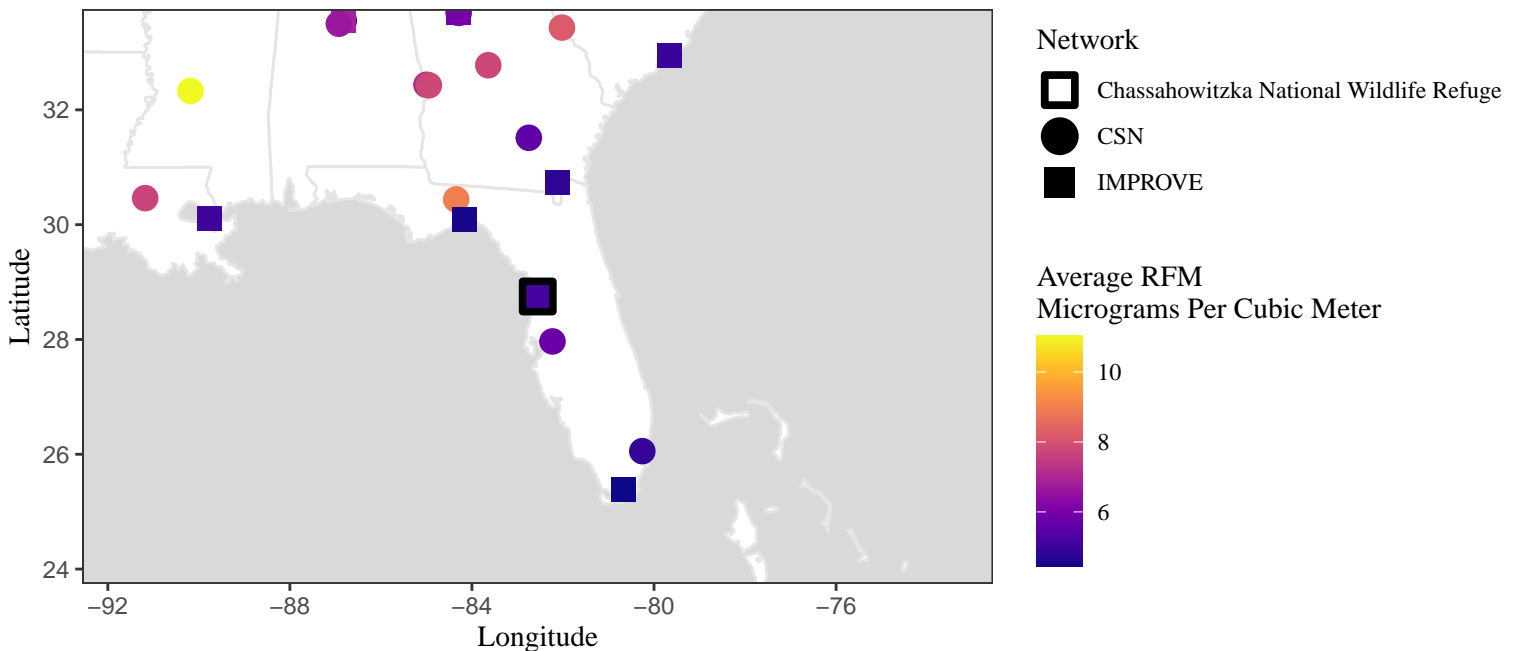 32
30
28
26
24
Latitude
−92
−88
−84
−80
−76
Longitude
Network
Chassahowitzka National Wildlife Refuge
CSN
IMPROVE
Average RFM
Micrograms Per Cubic Meter
10
8
6